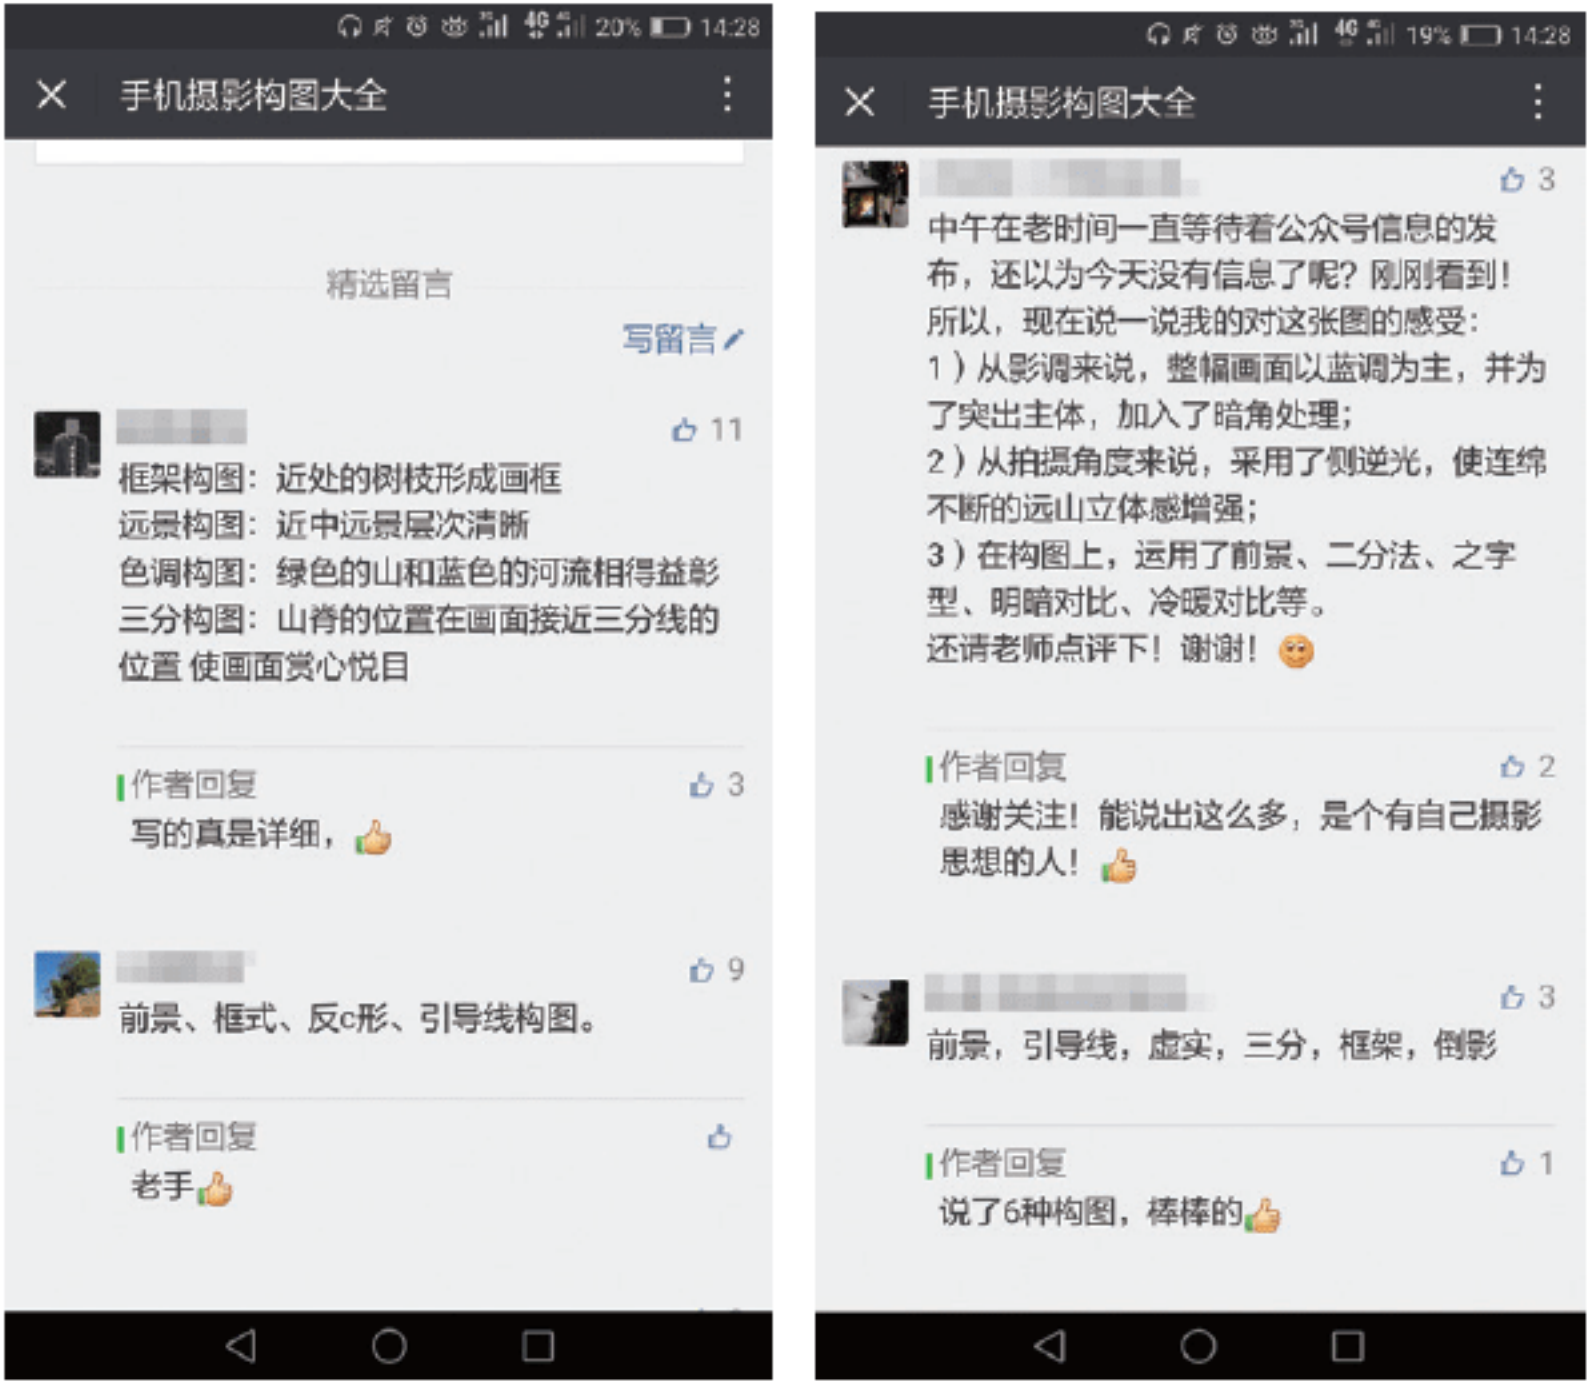 20% 14:28
手机摄影构图大全
精选留言
写留言
11
框架构图：近处的树枝形成画框
远景构图：近中远景层次清晰
色调构图：绿色的山和蓝色的河流相得益彰
三分构图：山脊的位置在画面接近三分线的
位置 使画面赏心悦目
作者回复 3
写的真是详细，
9
前景、框式、反c形、引导线构图。
作者回复
老手
4G 19% 14:28
手机摄影构图大全
3
中午在老时间一直等待着公众号信息的发
布，还以为今天没有信息了呢？刚刚看到！
所以，现在说一说我的对这张图的感受：
1）从影调来说，整幅画面以蓝调为主，并为
了突出主体，加入了暗角处理；
2）从拍摄角度来说，采用了侧逆光，使连绵
不断的远山立体感增强；
3）在构图上，运用了前景、二分法、之字
型、明暗对比、冷暖对比等。
还请老师点评下！谢谢！
作者回复 2
感谢关注！能说出这么多，是个有自己摄影
思想的人！
3
前景，引导线，虚实，三分，框架，倒影
作者回复 1
说了6种构图，棒棒的